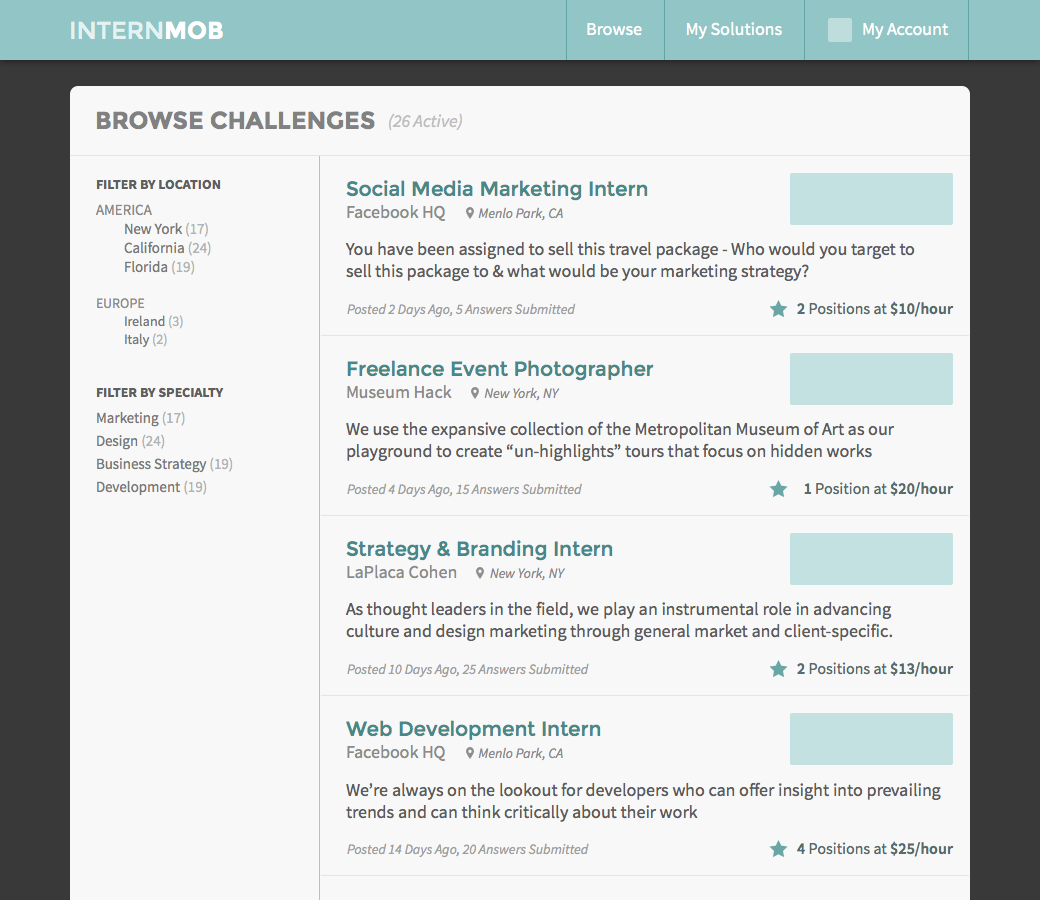 INTERNMOB
Browse
My Solutions
My Account
BROWSE CHALLENGES (26 Active)
FILTER BY LOCATION
AMERICA
New York (17)
California (24)
Florida (19)
EUROPE
Ireland (3)
Italy (2)
FILTER BY SPECIALTY
Marketing (17)
Design (24)
Business Strategy (19)
Development (19)
Social Media Marketing Intern
Facebook HQ Menlo Park, CA
You have been assigned to sell this travel package - Who would you target to
sell this package to & what would be your marketing strategy?
Posted 2 Days Ago, 5 Answers Submitted
2 Positions at $10/hour
Freelance Event Photographer
Museum Hack New York, NY
We use the expansive collection of the Metropolitan Museum of Art as our
playground to create “un-highlights” tours that focus on hidden works
Posted 4 Days Ago, 15 Answers Submitted
1 Position at $20/hour
Strategy & Branding Intern
LaPlaca Cohen New York, NY
As thought leaders in the field, we play an instrumental role in advancing
culture and design marketing through general market and client-specific.
Posted 10 Days Ago, 25 Answers Submitted
2 Positions at $13/hour
Web Development Intern
Facebook HQ Menlo Park, CA
We’re always on the lookout for developers who can offer insight into prevailing
trends and can think critically about their work
Posted 14 Days Ago, 20 Answers Submitted
4 Positions at $25/hour